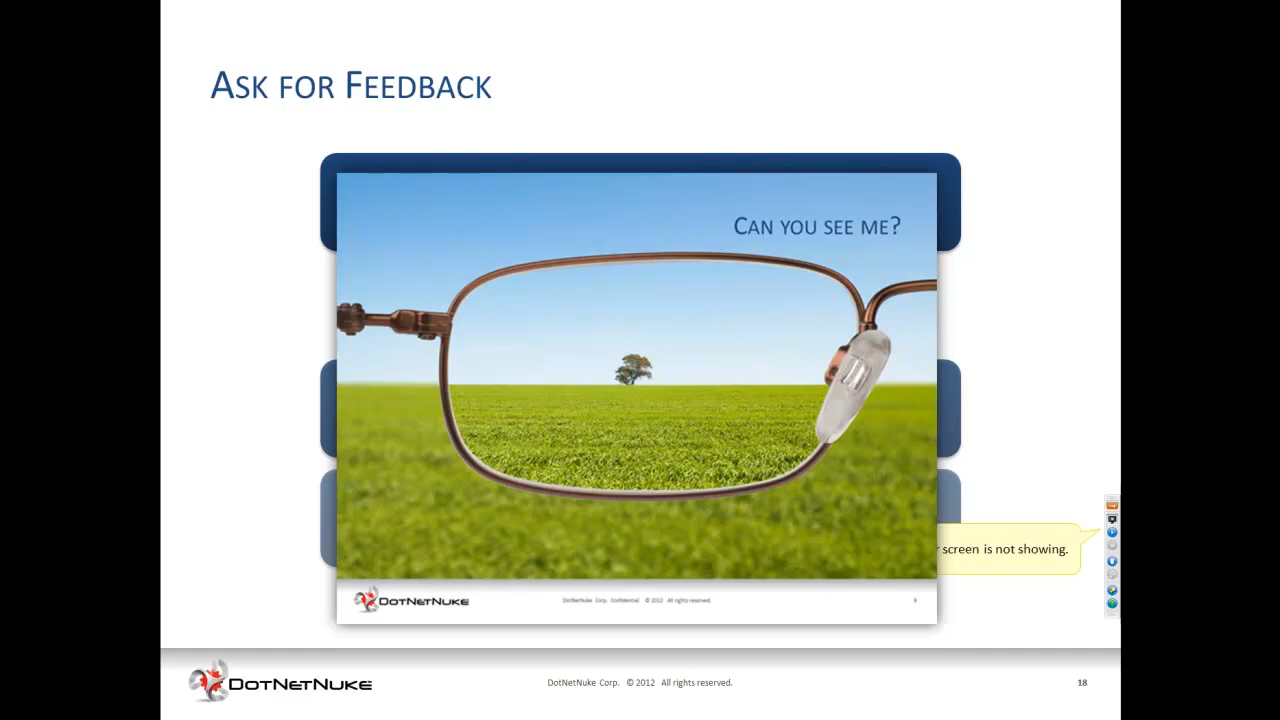 Ask for Feedback
Can you see me?
screen is not showing.
DotNetNuke
DotNetNuke Corp. Confidential © 2012 All rights reserved.
DotNetNuke
DotNetNuke Corp. © 2012 All rights reserved.
18